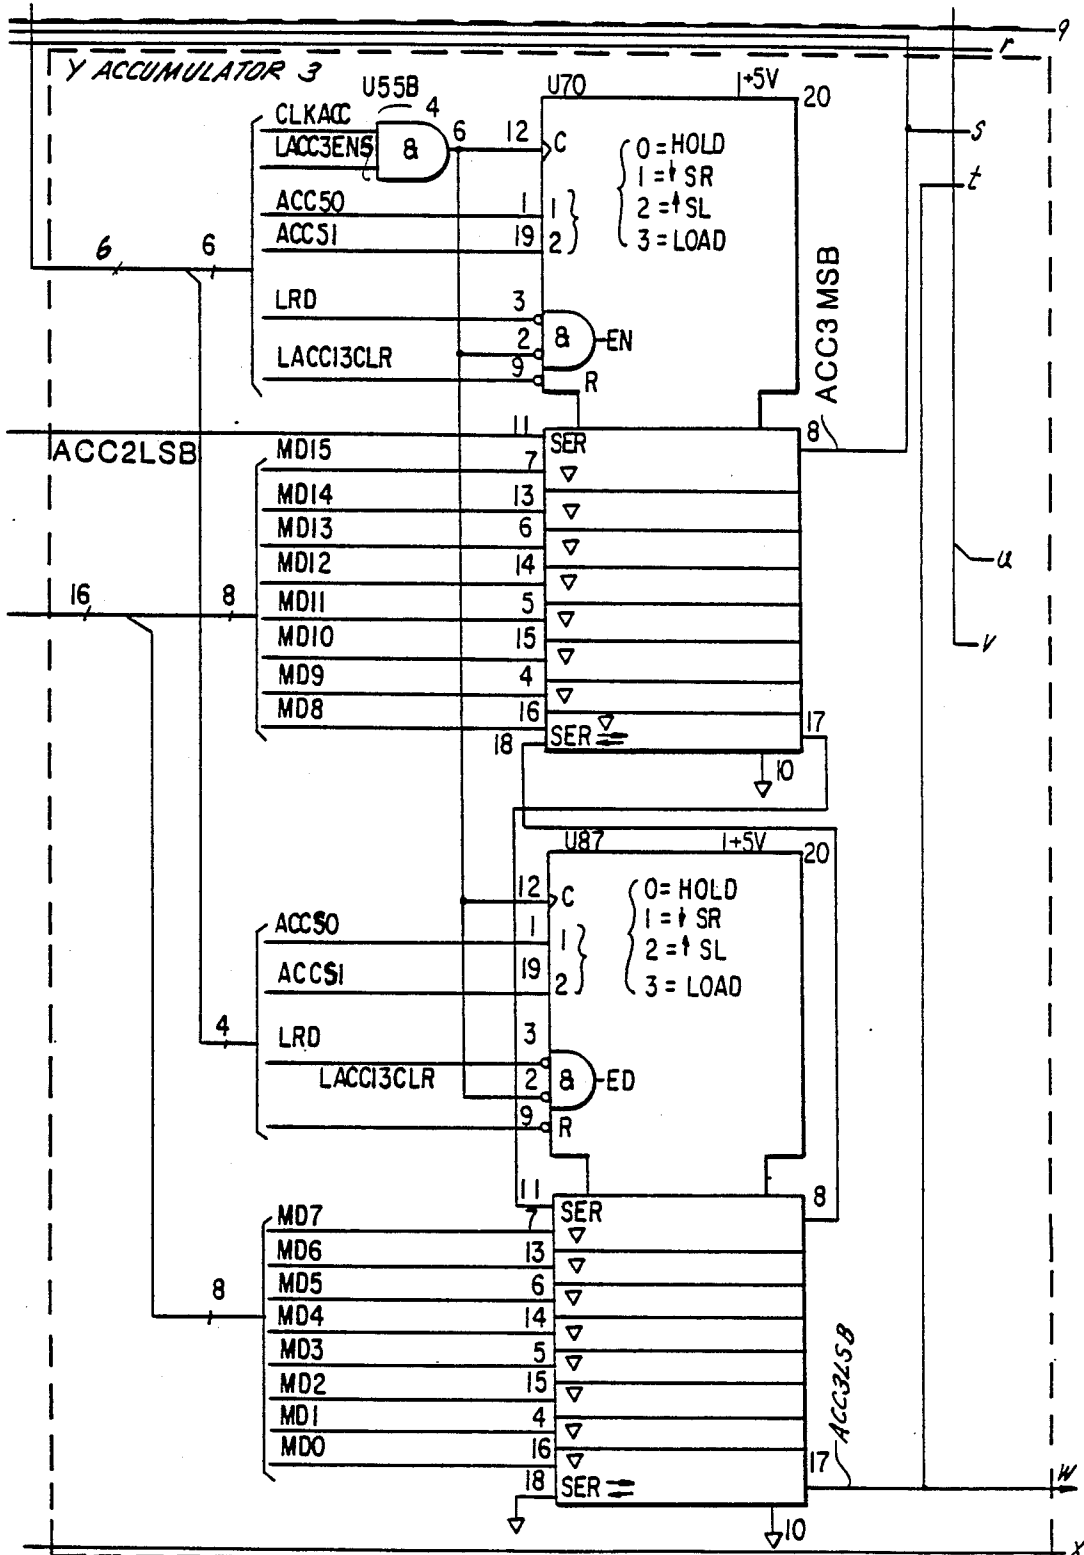 q
r
Y ACCUMULATOR 3
U55B
U70
+5V
20
CLKACC
4
LACC3ENS
&
6
12
C
0=HOLD
1=↓ SR
2=↑ SL
3=LOAD
s
t
ACC50
1
1
ACC51
19
2
6
6
LRD
3
&
EN
2
LACC13CLR
9
R
ACC3 MSB
11
SER
8
ACC2LSB
MD15
7
MD14
13
MD13
6
MD12
14
MD11
5
MD10
15
MD9
4
MD8
16
16
8
18
SER
17
10
u
v
U87
+5V
20
12
C
0=HOLD
1=↓ SR
2=↑ SL
3=LOAD
ACCS0
1
1
ACCS1
19
2
4
LRD
3
LACC13CLR
2
&
ED
9
R
11
SER
8
MD7
7
MD6
13
MD5
6
8
MD4
14
MD3
5
MD2
15
MD1
4
MD0
16
18
SER
17
ACC3LSB
w
10
x